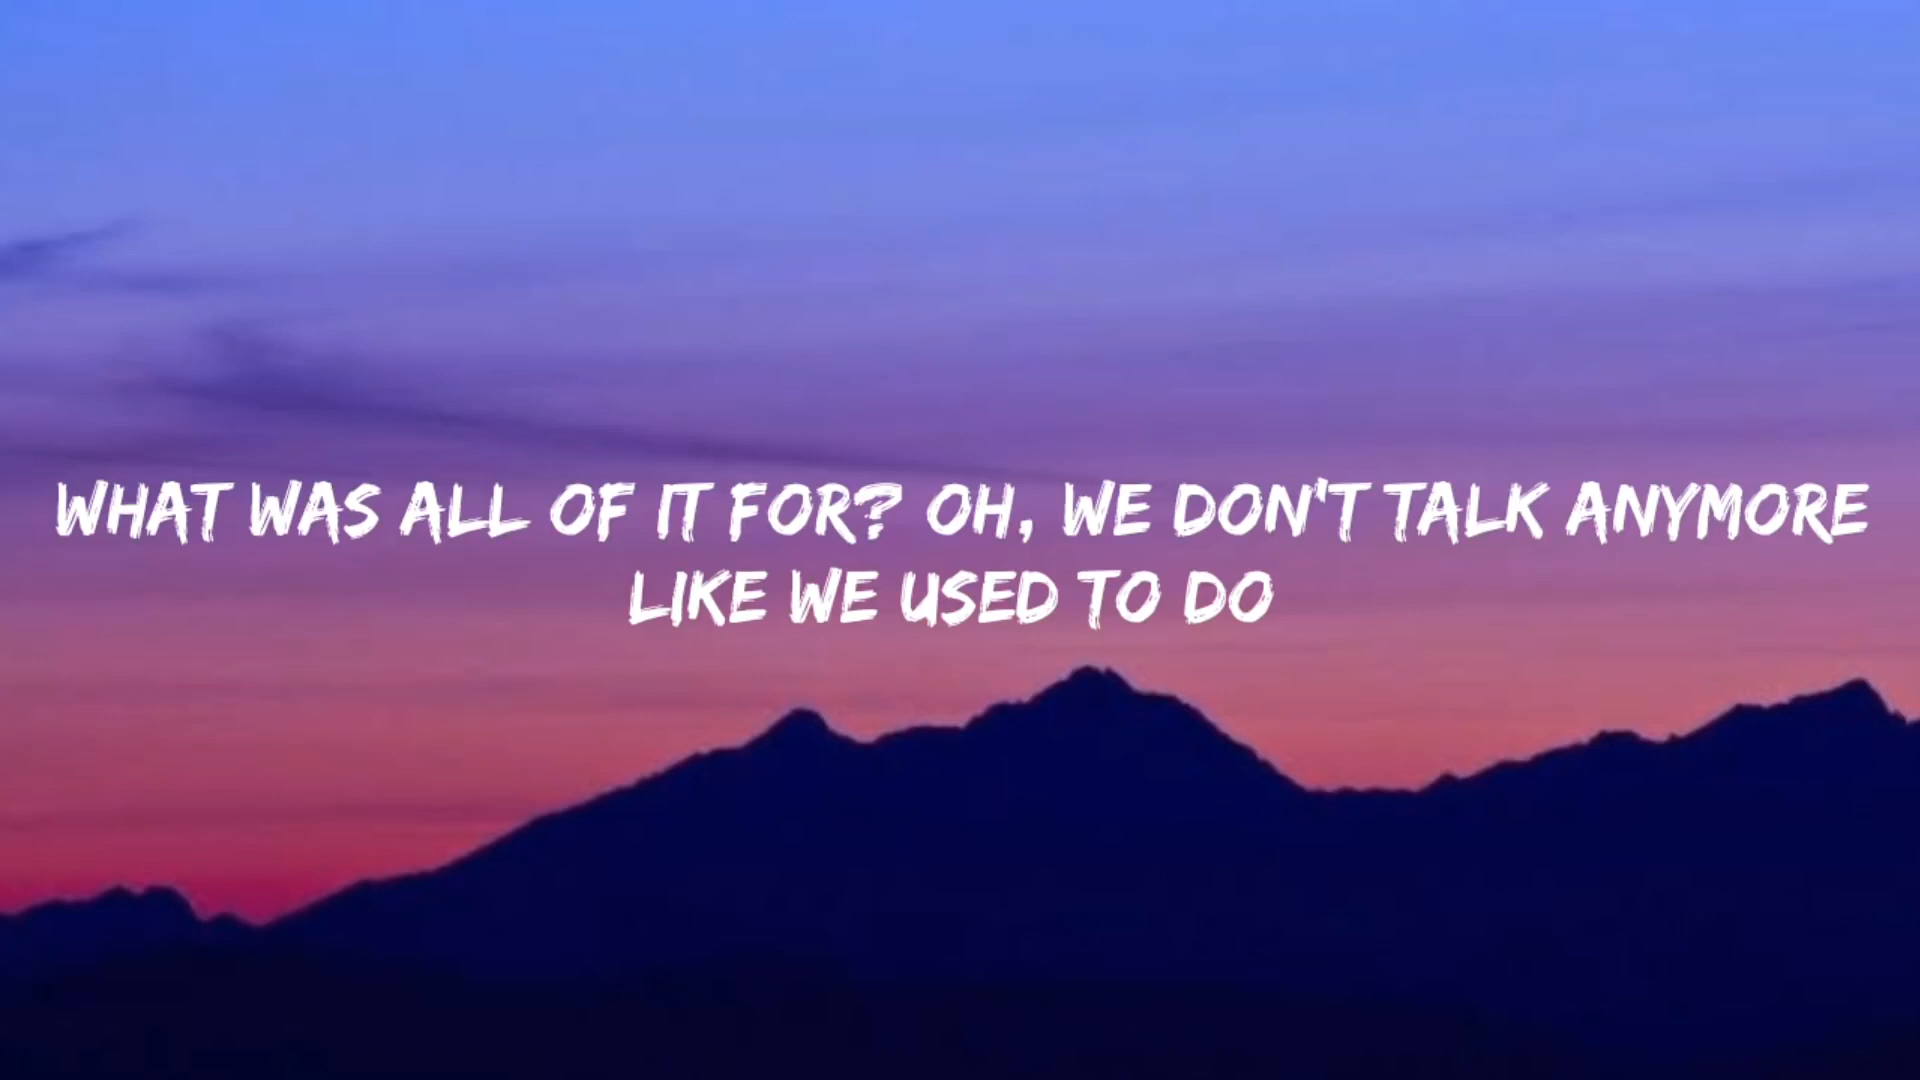 WHAT WAS ALL OF IT FOR? OH, WE DON'T TALK ANYMORE
LIKE WE USED TO DO